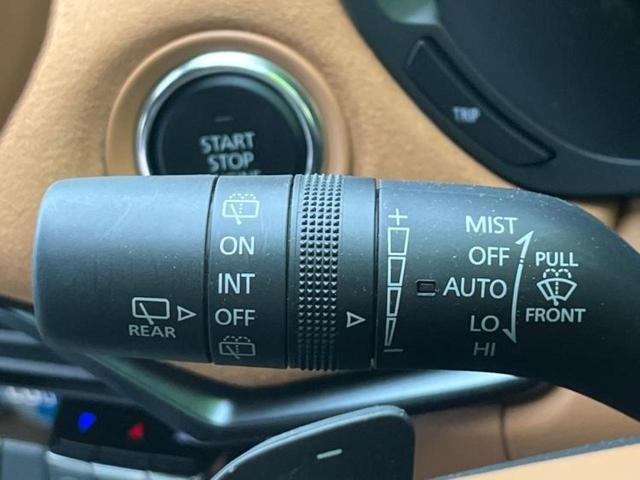 START
STOP
TRIP
ON
INT
OFF
REAR
+
-
MIST
OFF
AUTO
LO
HI
PULL
FRONT